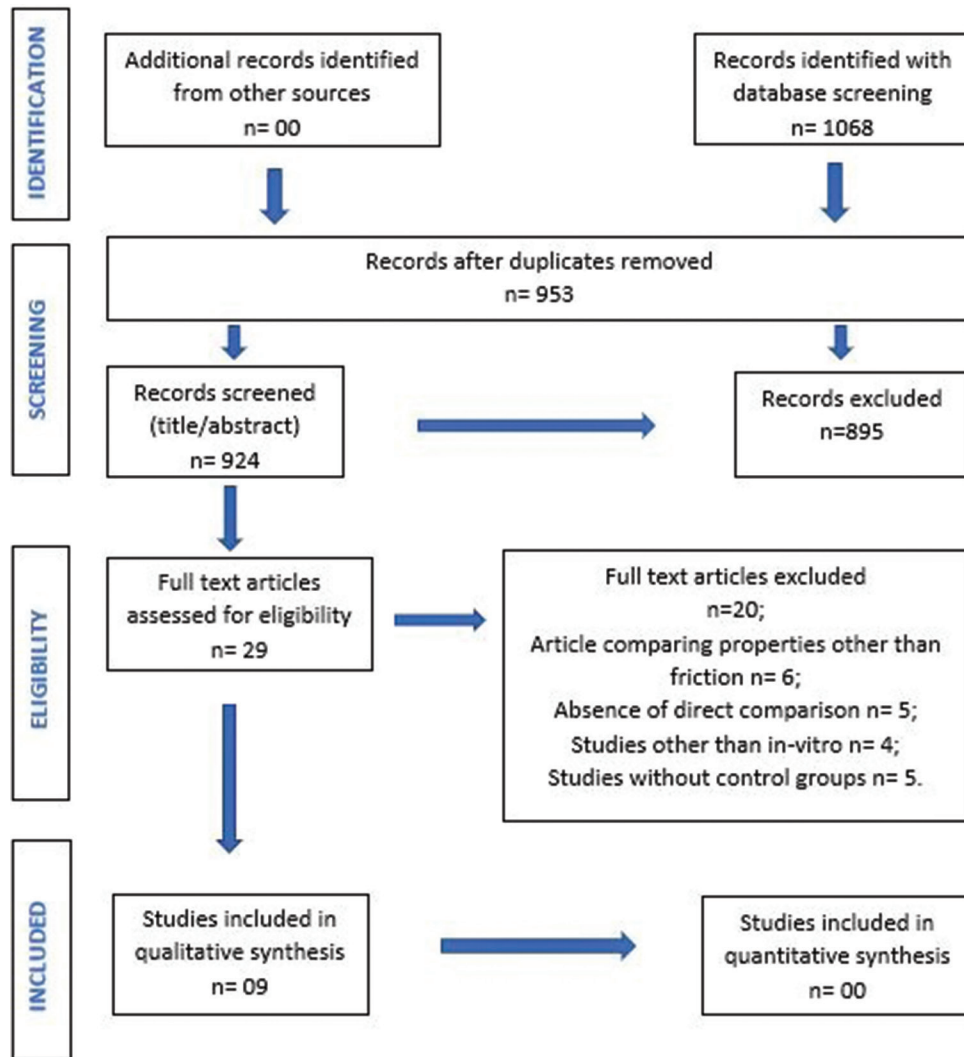 IDENTIFICATION
Additional records identified
from other sources
n= 00
Records identified with
database screening
n= 1068
SCREENING
Records after duplicates removed
n= 953
Records screened
(title/abstract)
n= 924
Records excluded
n=895
ELIGIBILITY
Full text articles
assessed for eligibility
n= 29
Full text articles excluded
n=20;
Article comparing properties other than
friction n= 6;
Absence of direct comparison n= 5;
Studies other than in-vitro n= 4;
Studies without control groups n= 5.
INCLUDED
Studies included in
qualitative synthesis
n= 09
Studies included in
quantitative synthesis
n= 00